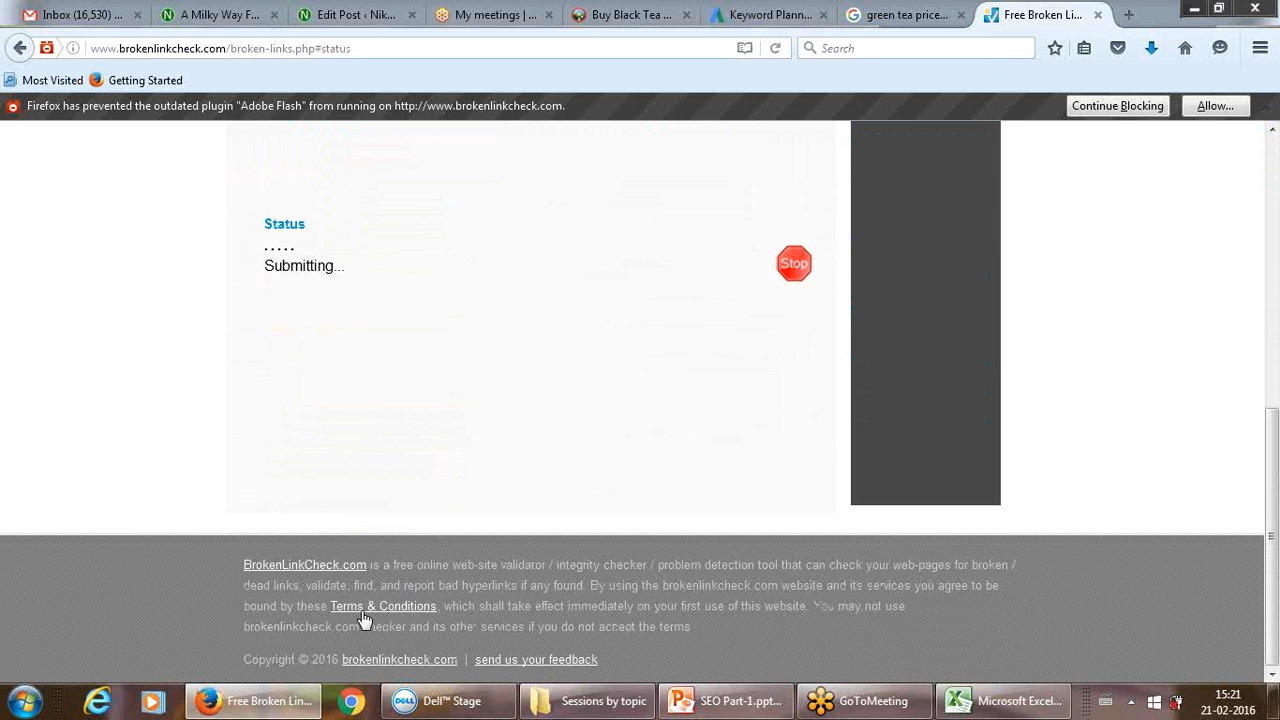 Inbox (16,530)
A Milky Way F...
Edit Post ‹ Nik...
My meetings | ...
Buy Black Tea ...
Keyword Plann...
green tea price...
Free Broken Li...
www.brokenlinkcheck.com/broken-links.php#status
Search
Most Visited
Getting Started
Firefox has prevented the outdated plugin "Adobe Flash" from running on http://www.brokenlinkcheck.com.
Continue Blocking
Allow...
Status
.....
Submitting...
Stop
BrokenLinkCheck.com is a free online web-site validator / integrity checker / problem detection tool that can check your web-pages for broken /
dead links, validate, find, and report bad hyperlinks if any found. By using the brokenlinkcheck.com website and its services you agree to be
bound by these Terms & Conditions, which shall take effect immediately on your first use of this website. You may not use
brokenlinkcheck.com checker and its other services if you do not accept the terms
Copyright © 2016 brokenlinkcheck.com | send us your feedback
Free Broken Lin...
Dell™ Stage
Sessions by topic
SEO Part-1.ppt...
GoToMeeting
Microsoft Excel...
15:21
21-02-2016